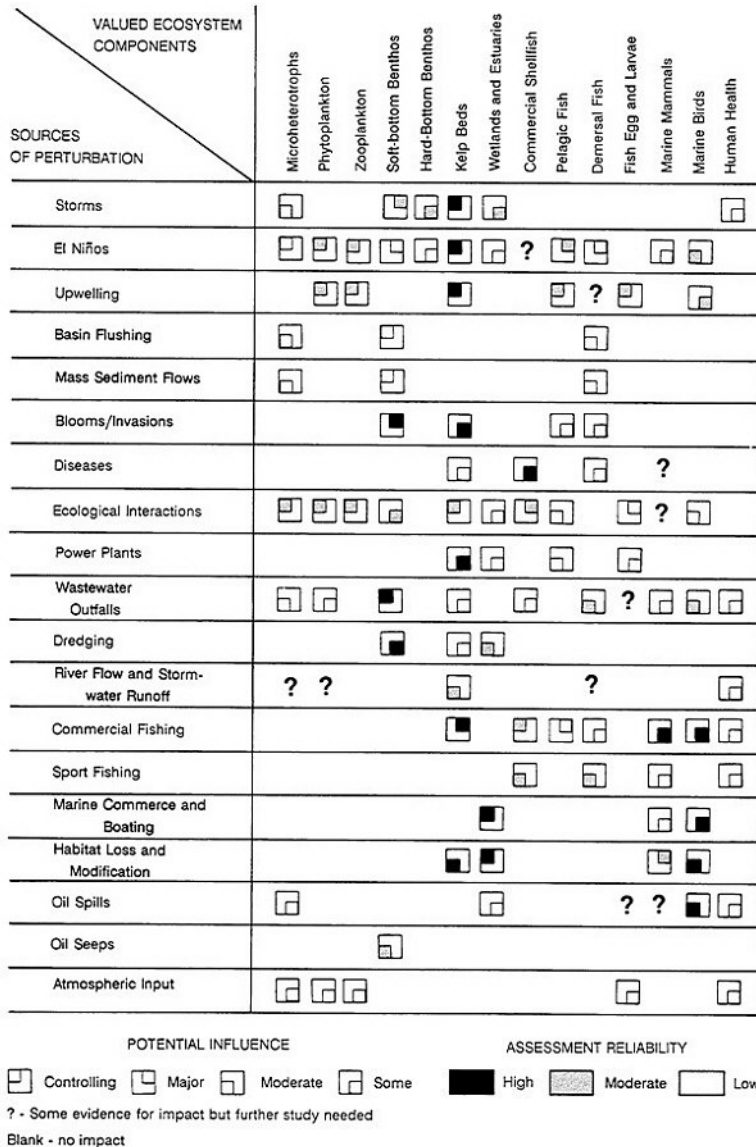 VALUED ECOSYSTEM
COMPONENTS
SOURCES
OF PERTURBATION
Microheterotrophs
Phytoplankton
Zooplankton
Soft-bottom Benthos
Hard-Bottom Benthos
Kelp Beds
Wetlands and Estuaries
Commercial Shellfish
Pelagic Fish
Demersal Fish
Fish Egg and Larvae
Marine Mammals
Marine Birds
Human Health
Storms
El Niños ?
Upwelling ?
Basin Flushing
Mass Sediment Flows
Blooms/Invasions
Diseases ?
Ecological Interactions ?
Power Plants
Wastewater
Outfalls ?
Dredging
River Flow and Storm-
water Runoff ? ? ?
Commercial Fishing
Sport Fishing
Marine Commerce and
Boating
Habitat Loss and
Modification
Oil Spills ? ?
Oil Seeps
Atmospheric Input
POTENTIAL INFLUENCE ASSESSMENT RELIABILITY
Controlling Major Moderate Some High Moderate Low
? - Some evidence for impact but further study needed
Blank - no impact